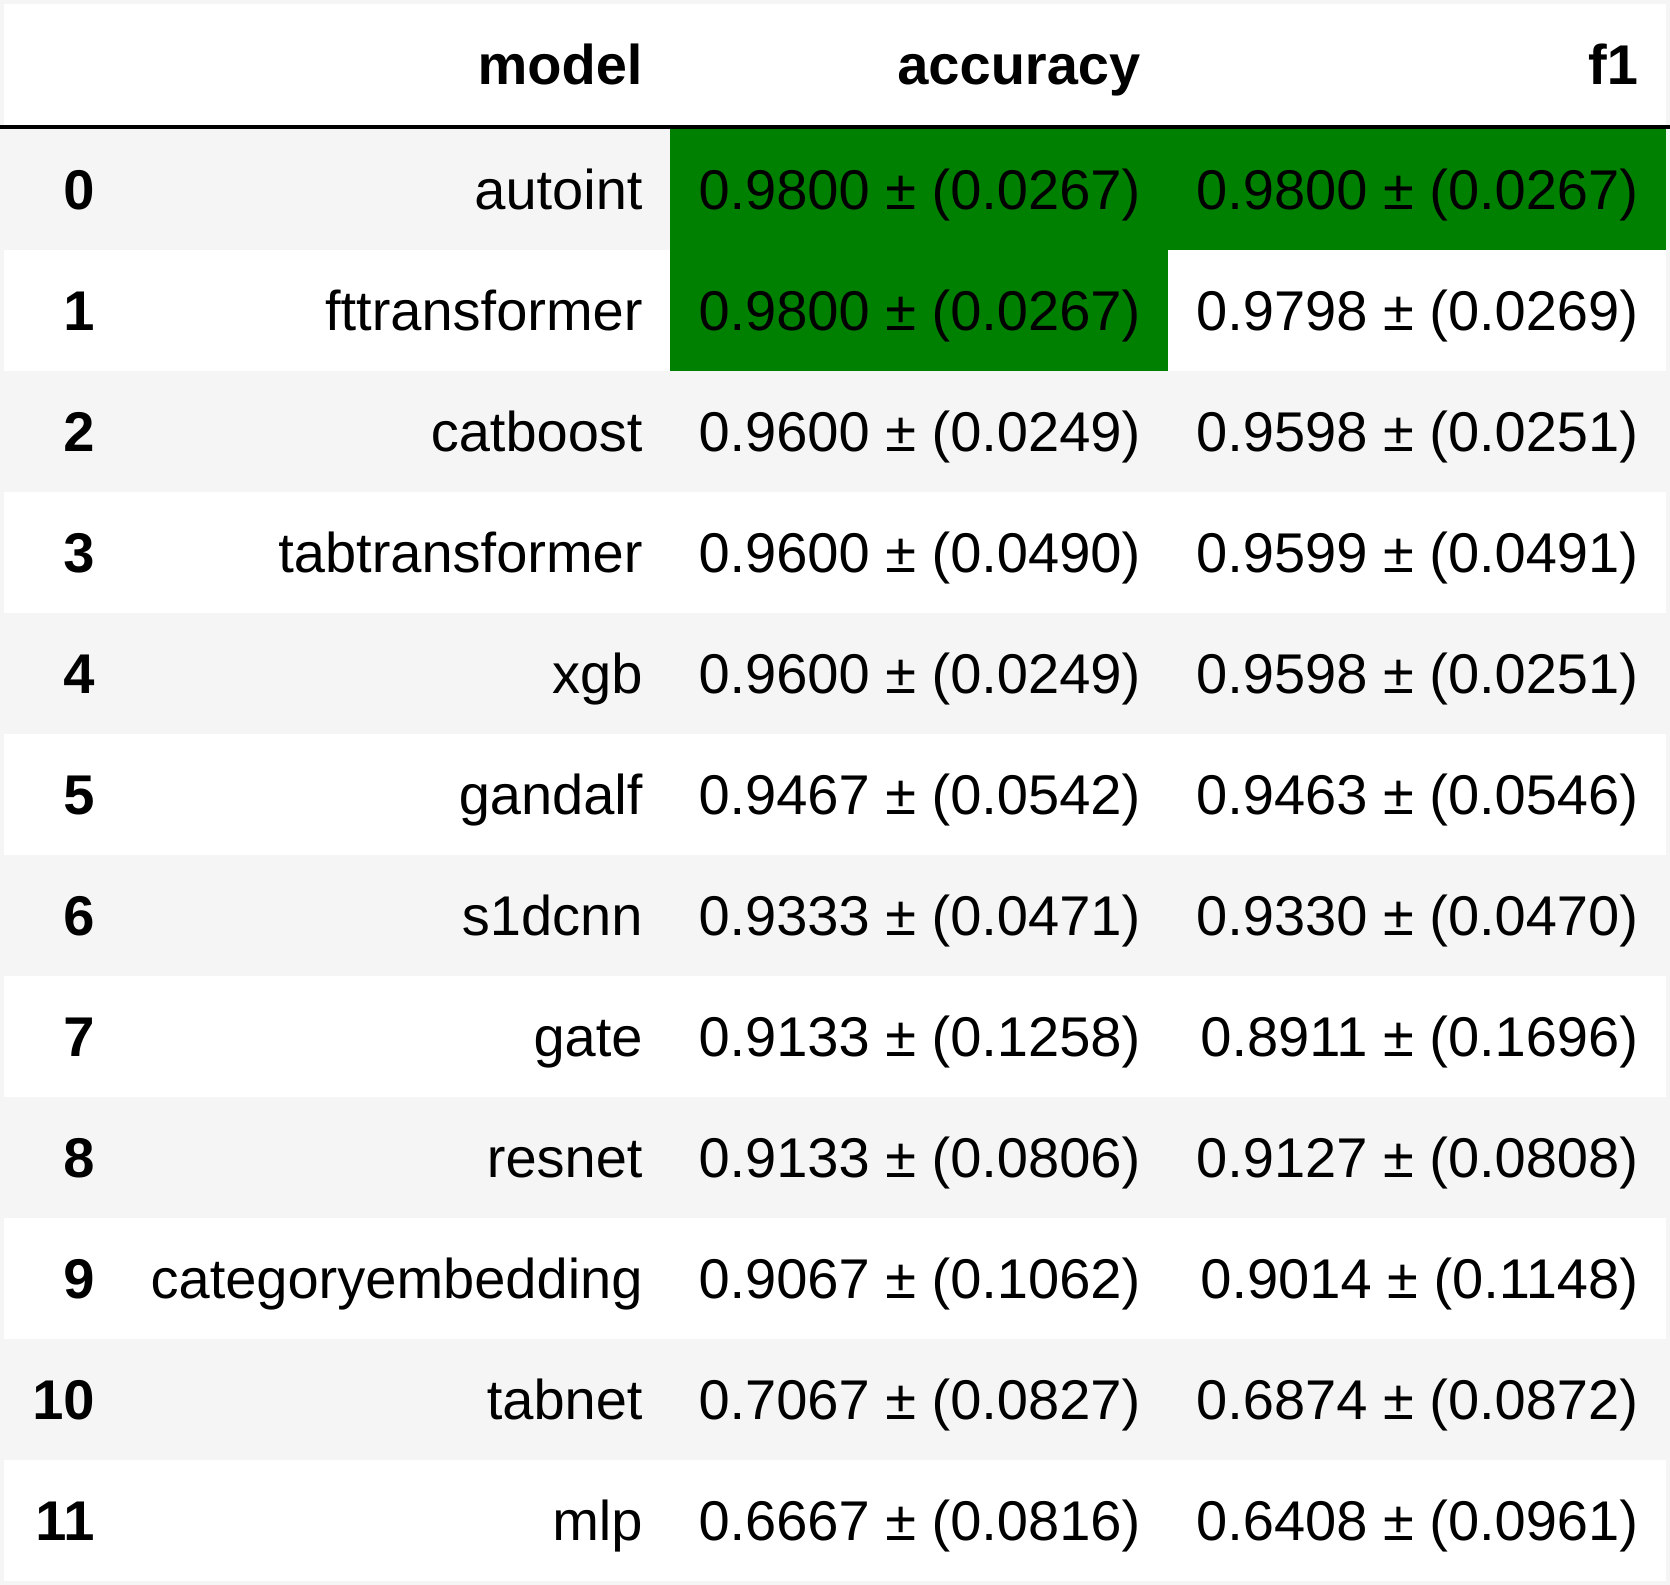 model accuracy f1
0 autoint 0.9800 ± (0.0267) 0.9800 ± (0.0267)
1 fttransformer 0.9800 ± (0.0267) 0.9798 ± (0.0269)
2 catboost 0.9600 ± (0.0249) 0.9598 ± (0.0251)
3 tabtransformer 0.9600 ± (0.0490) 0.9599 ± (0.0491)
4 xgb 0.9600 ± (0.0249) 0.9598 ± (0.0251)
5 gandalf 0.9467 ± (0.0542) 0.9463 ± (0.0546)
6 s1dcnn 0.9333 ± (0.0471) 0.9330 ± (0.0470)
7 gate 0.9133 ± (0.1258) 0.8911 ± (0.1696)
8 resnet 0.9133 ± (0.0806) 0.9127 ± (0.0808)
9 categoryembedding 0.9067 ± (0.1062) 0.9014 ± (0.1148)
10 tabnet 0.7067 ± (0.0827) 0.6874 ± (0.0872)
11 mlp 0.6667 ± (0.0816) 0.6408 ± (0.0961)